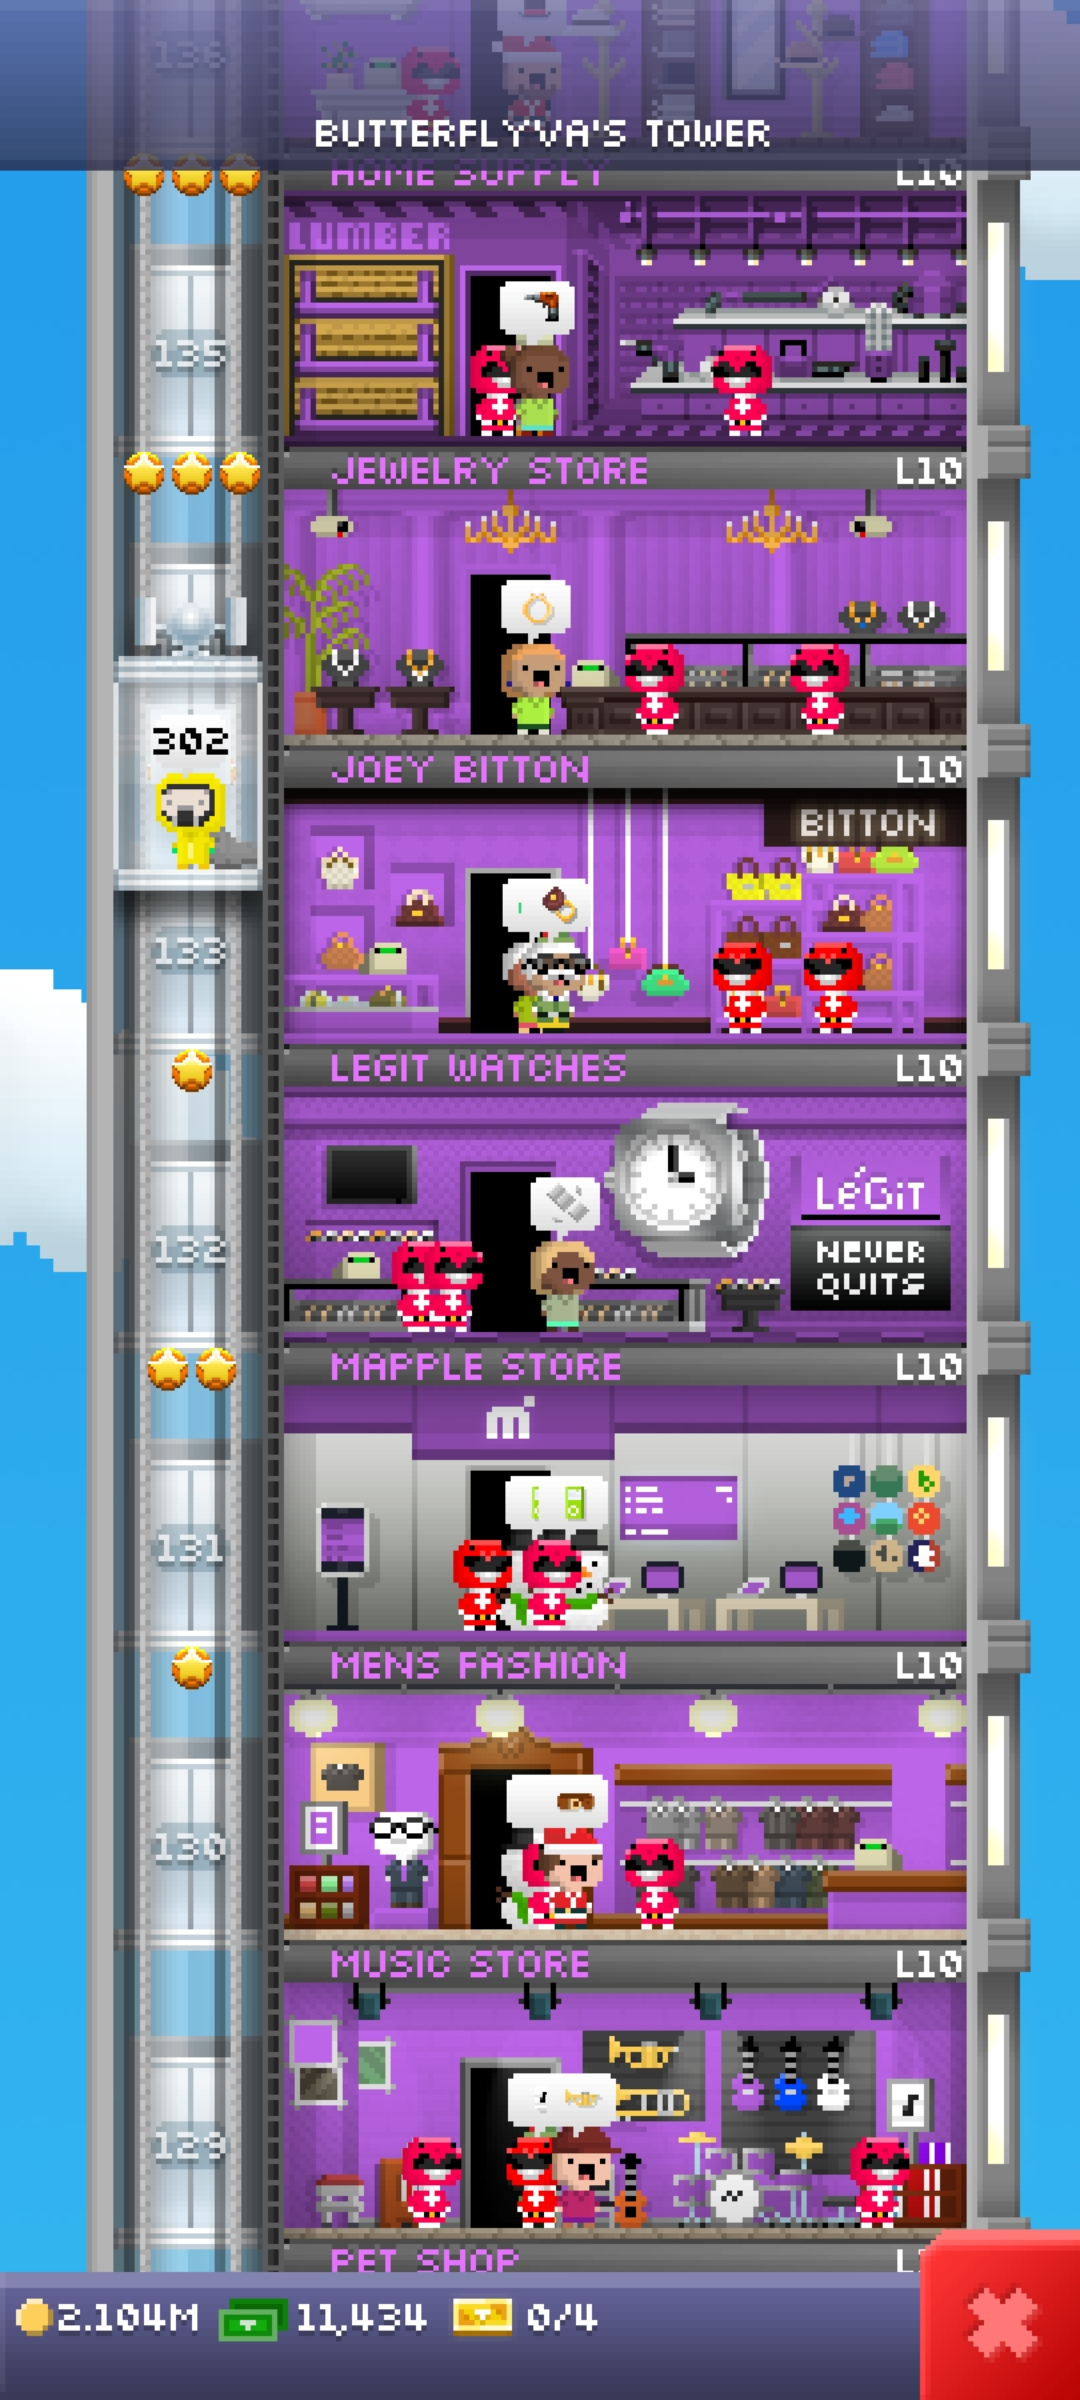 136
BUTTERFLYVA'S TOWER
HOME SUPPLY L10
LUMBER
135
JEWELRY STORE L10
302
JOEY BITTON L10
BITTON
133
LEGIT WATCHES L10
LéGiT
NEVER
QUITS
132
MAPPLE STORE L10
m
131
MENS FASHION L10
130
MUSIC STORE L10
129
PET SHOP
2.104M 11,434 0/4